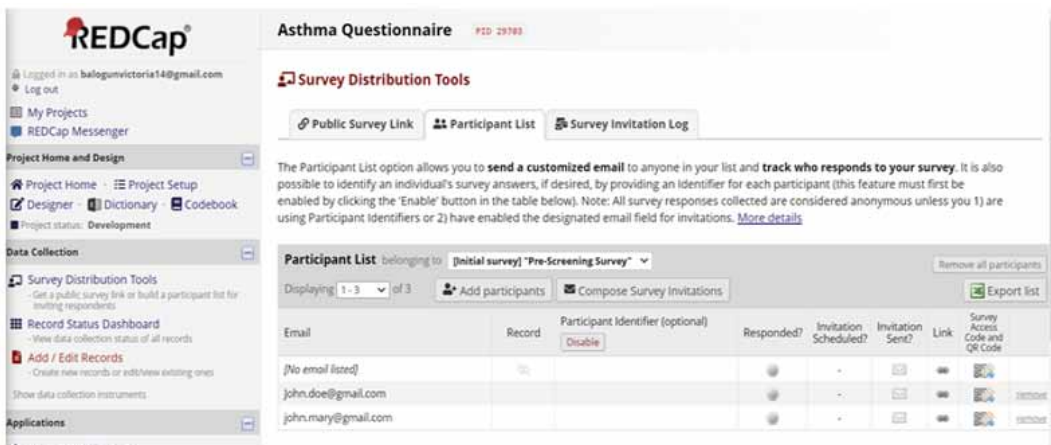 REDCap®
Logged in as balogunvictoria14@gmail.com
Log out
My Projects
REDCap Messenger
Project Home and Design
Project Home · Project Setup
Designer · Dictionary · Codebook
Project status: Development
Data Collection
Survey Distribution Tools
- Get a public survey link or build a participant list for
inviting respondents
Record Status Dashboard
- View data collection status of all records
Add / Edit Records
- Create new records or edit/view existing ones
Show data collection instruments
Applications
Asthma Questionnaire PID 29703
Survey Distribution Tools
Public Survey Link Participant List Survey Invitation Log
The Participant List option allows you to send a customized email to anyone in your list and track who responds to your survey. It is also
possible to identify an individual's survey answers, if desired, by providing an Identifier for each participant (this feature must first be
enabled by clicking the 'Enable' button in the table below). Note: All survey responses collected are considered anonymous unless you 1) are
using Participant Identifiers or 2) have enabled the designated email field for invitations. More details
Participant List belonging to [Initial survey] "Pre-Screening Survey"
Remove all participants
Displaying 1 - 3 of 3 Add participants Compose Survey Invitations Export list
Email Record Participant Identifier (optional) Disable Responded? Invitation Scheduled? Invitation Sent? Link Survey Access Code and QR Code
[No email listed] -
John.doe@gmail.com - remove
john.mary@gmail.com - remove